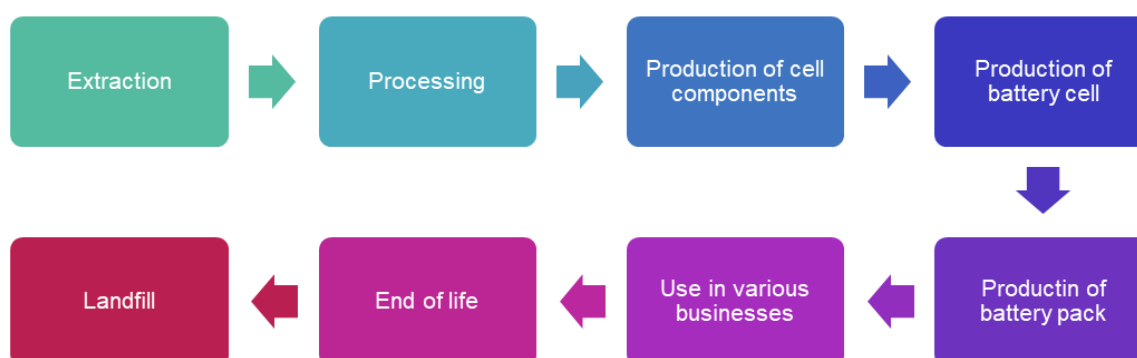 Extraction
Processing
Production of cell
components
Production of
battery cell
Landfill
End of life
Use in various
businesses
Productin of
battery pack